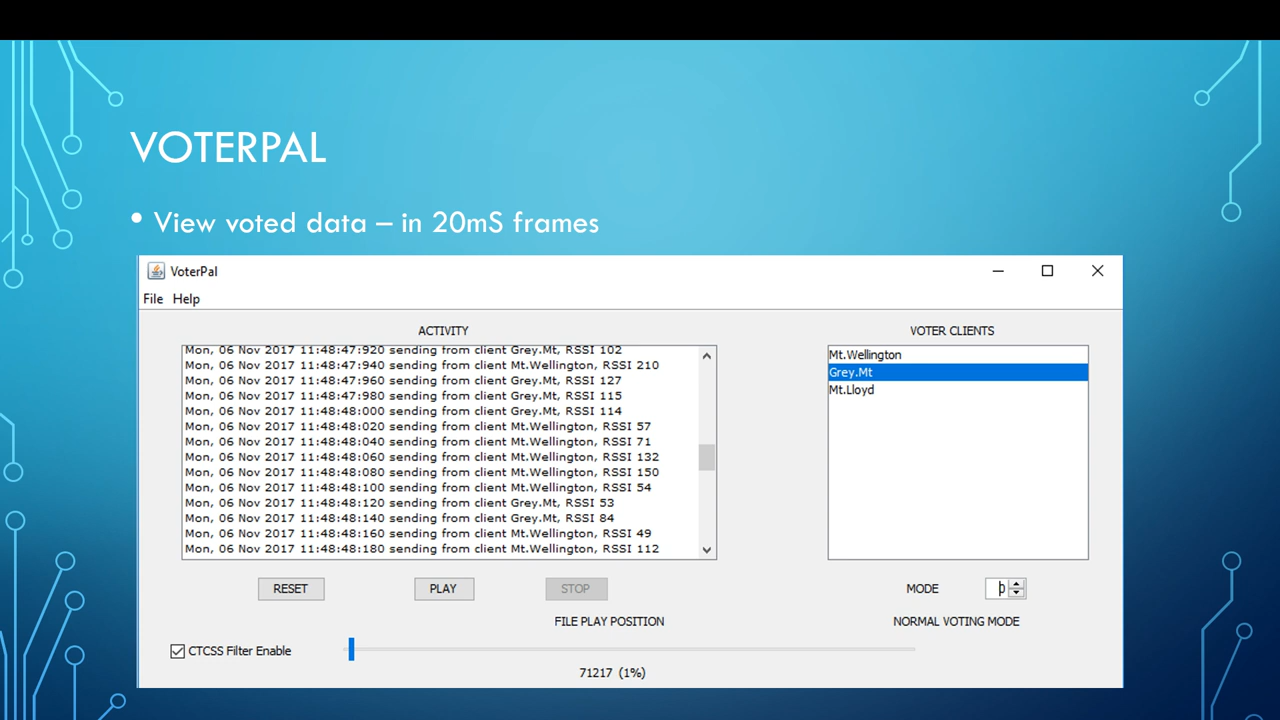 VOTERPAL
• View voted data – in 20mS frames
VoterPal
File Help
ACTIVITY
Mon, 06 Nov 2017 11:48:47:920 sending from client Grey.Mt, RSSI 102
Mon, 06 Nov 2017 11:48:47:940 sending from client Mt.Wellington, RSSI 210
Mon, 06 Nov 2017 11:48:47:960 sending from client Grey.Mt, RSSI 127
Mon, 06 Nov 2017 11:48:47:980 sending from client Grey.Mt, RSSI 115
Mon, 06 Nov 2017 11:48:48:000 sending from client Grey.Mt, RSSI 114
Mon, 06 Nov 2017 11:48:48:020 sending from client Mt.Wellington, RSSI 57
Mon, 06 Nov 2017 11:48:48:040 sending from client Mt.Wellington, RSSI 71
Mon, 06 Nov 2017 11:48:48:060 sending from client Mt.Wellington, RSSI 132
Mon, 06 Nov 2017 11:48:48:080 sending from client Mt.Wellington, RSSI 150
Mon, 06 Nov 2017 11:48:48:100 sending from client Mt.Wellington, RSSI 54
Mon, 06 Nov 2017 11:48:48:120 sending from client Grey.Mt, RSSI 53
Mon, 06 Nov 2017 11:48:48:140 sending from client Grey.Mt, RSSI 84
Mon, 06 Nov 2017 11:48:48:160 sending from client Mt.Wellington, RSSI 49
Mon, 06 Nov 2017 11:48:48:180 sending from client Mt.Wellington, RSSI 112
VOTER CLIENTS
Mt.Wellington
Grey.Mt
Mt.Lloyd
RESET PLAY STOP
MODE
FILE PLAY POSITION
NORMAL VOTING MODE
CTCSS Filter Enable
71217 (1%)